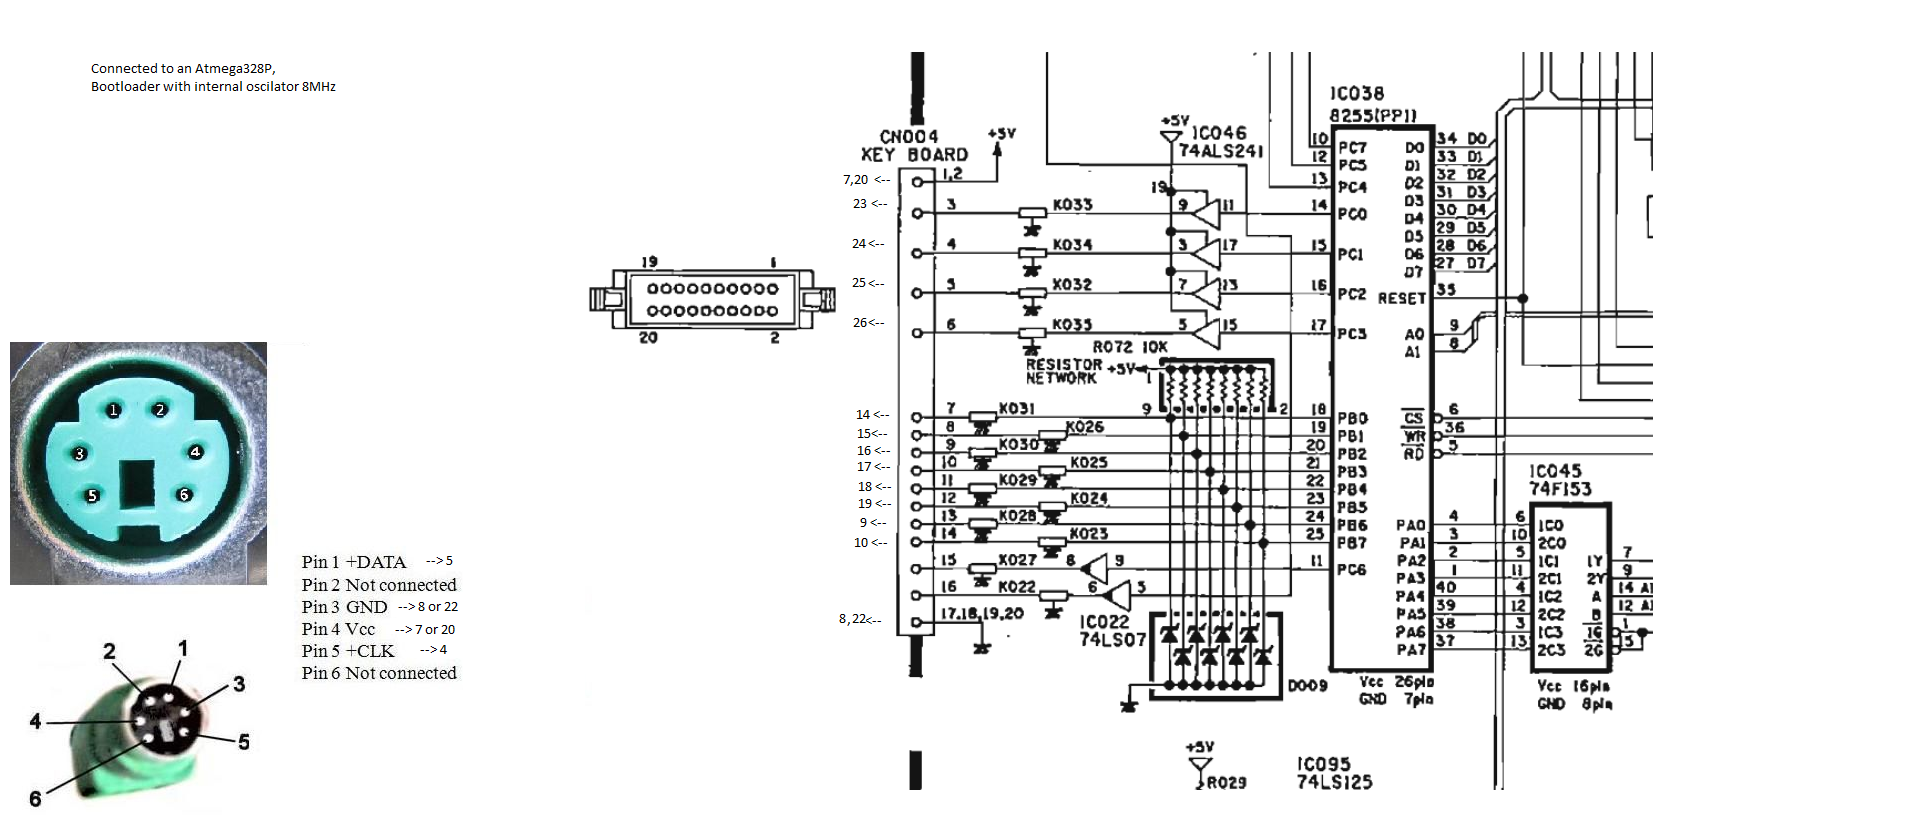 Connected to an Atmega328P,
Bootloader with internal oscilator 8MHz
1 2
3 4
5 6
Pin 1 +DATA -->5
Pin 2 Not connected
Pin 3 GND -->8 or 22
Pin 4 Vcc -->7 or 20
Pin 5 +CLK -->4
Pin 6 Not connected
2 1
3
4
5
6
19 1
20 2
CN004
KEY BOARD
+5V
7,20 <-- 1,2
23 <-- 3 K033
24 <-- 4 K034
25 <-- 5 K032
26<-- 6 K035
14 <-- 7 K031
15<-- 8 K026
16 <-- 9 K030
17 <-- 10 K025
18 <-- 11 K029
19 <-- 12 K024
9 <-- 13 K028
10 <-- 14 K023
15 K027
16 K022
8,22<-- 17,18,19,20
+5V
IC046
74ALS241
19
9 11
3 17
7 13
5 15
R072 10K
RESISTOR
NETWORK
+5V
1
9 2
8 9
6 5
IC022
74LS07
D009
+5V
R029
IC095
74LS125
IC038
8255(PPI)
10 PC7
12 PC5
13 PC4
14 PC0
15 PC1
16 PC2
17 PC3
18 PB0
19 PB1
20 PB2
21 PB3
22 PB4
23 PB5
24 PB6
25 PB7
11 PC6
D0 34 D0
D1 33 D1
D2 32 D2
D3 31 D3
D4 30 D4
D5 29 D5
D6 28 D6
D7 27 D7
RESET 35
A0 9
A1 8
CS 6
WR 36
RD 5
PA0 4
PA1 3
PA2 2
PA3 1
PA4 40
PA5 39
PA6 38
PA7 37
Vcc 26pin
GND 7pin
IC045
74F153
6 1C0
10 2C0
5 1C1
11 2C1
4 1C2
12 2C2
3 1C3
13 2C3
1Y 7
2Y 9
A 14
B 12
1G 1
2G 15
Vcc 16pin
GND 8pin